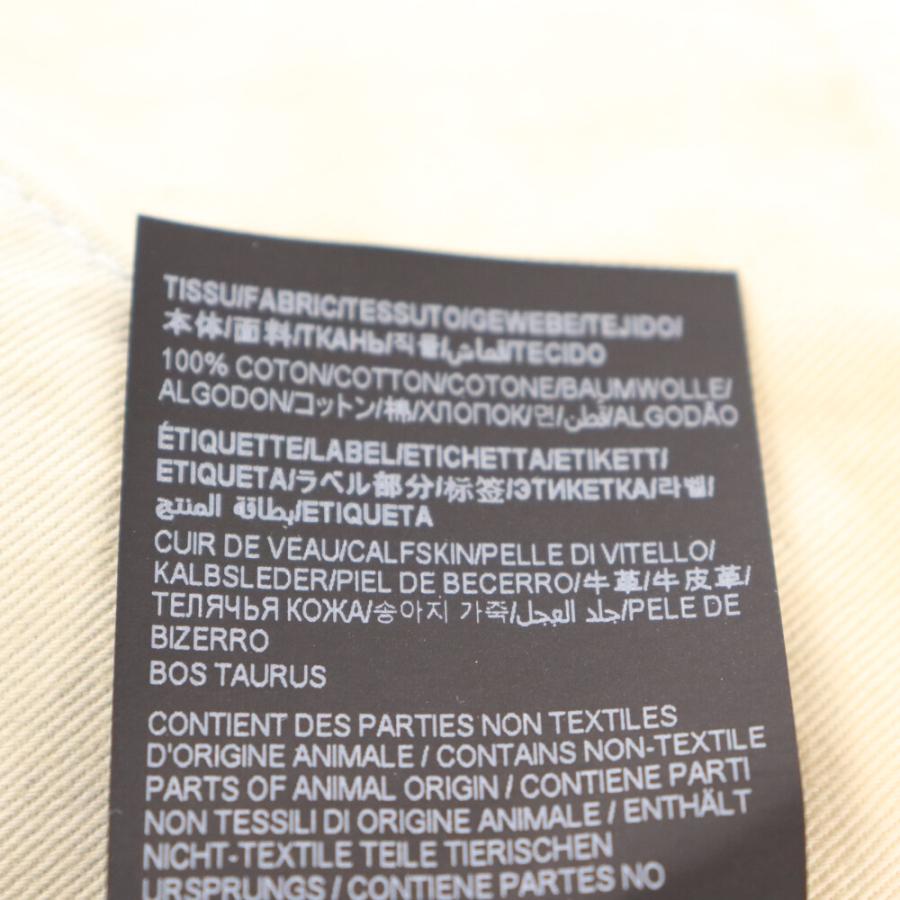 TISSU/FABRIC/TESSUTO/GEWEBE/TEJIDO/
本体/面料/ТКАНЬ/직물/القماش/TECIDO
100% COTON/COTTON/COTONE/BAUMWOLLE/
ALGODON/コットン/棉/ХЛОПОК/면/قطن/ALGODÃO
ÉTIQUETTE/LABEL/ETICHETTA/ETIKETT/
ETIQUETA/ラベル部分/标签/ЭТИКЕТКА/라벨/
بطاقة المنتج/ETIQUETA
CUIR DE VEAU/CALFSKIN/PELLE DI VITELLO/
KALBSLEDER/PIEL DE BECERRO/牛革/牛皮革/
ТЕЛЯЧЬЯ КОЖА/송아지 가죽/جلد العجل/PELE DE
BIZERRO
BOS TAURUS
CONTIENT DES PARTIES NON TEXTILES
D'ORIGINE ANIMALE / CONTAINS NON-TEXTILE
PARTS OF ANIMAL ORIGIN / CONTIENE PARTI
NON TESSILI DI ORIGINE ANIMALE / ENTHÄLT
NICHT-TEXTILE TEILE TIERISCHEN
URSPRUNGS / CONTIENE PARTES NO